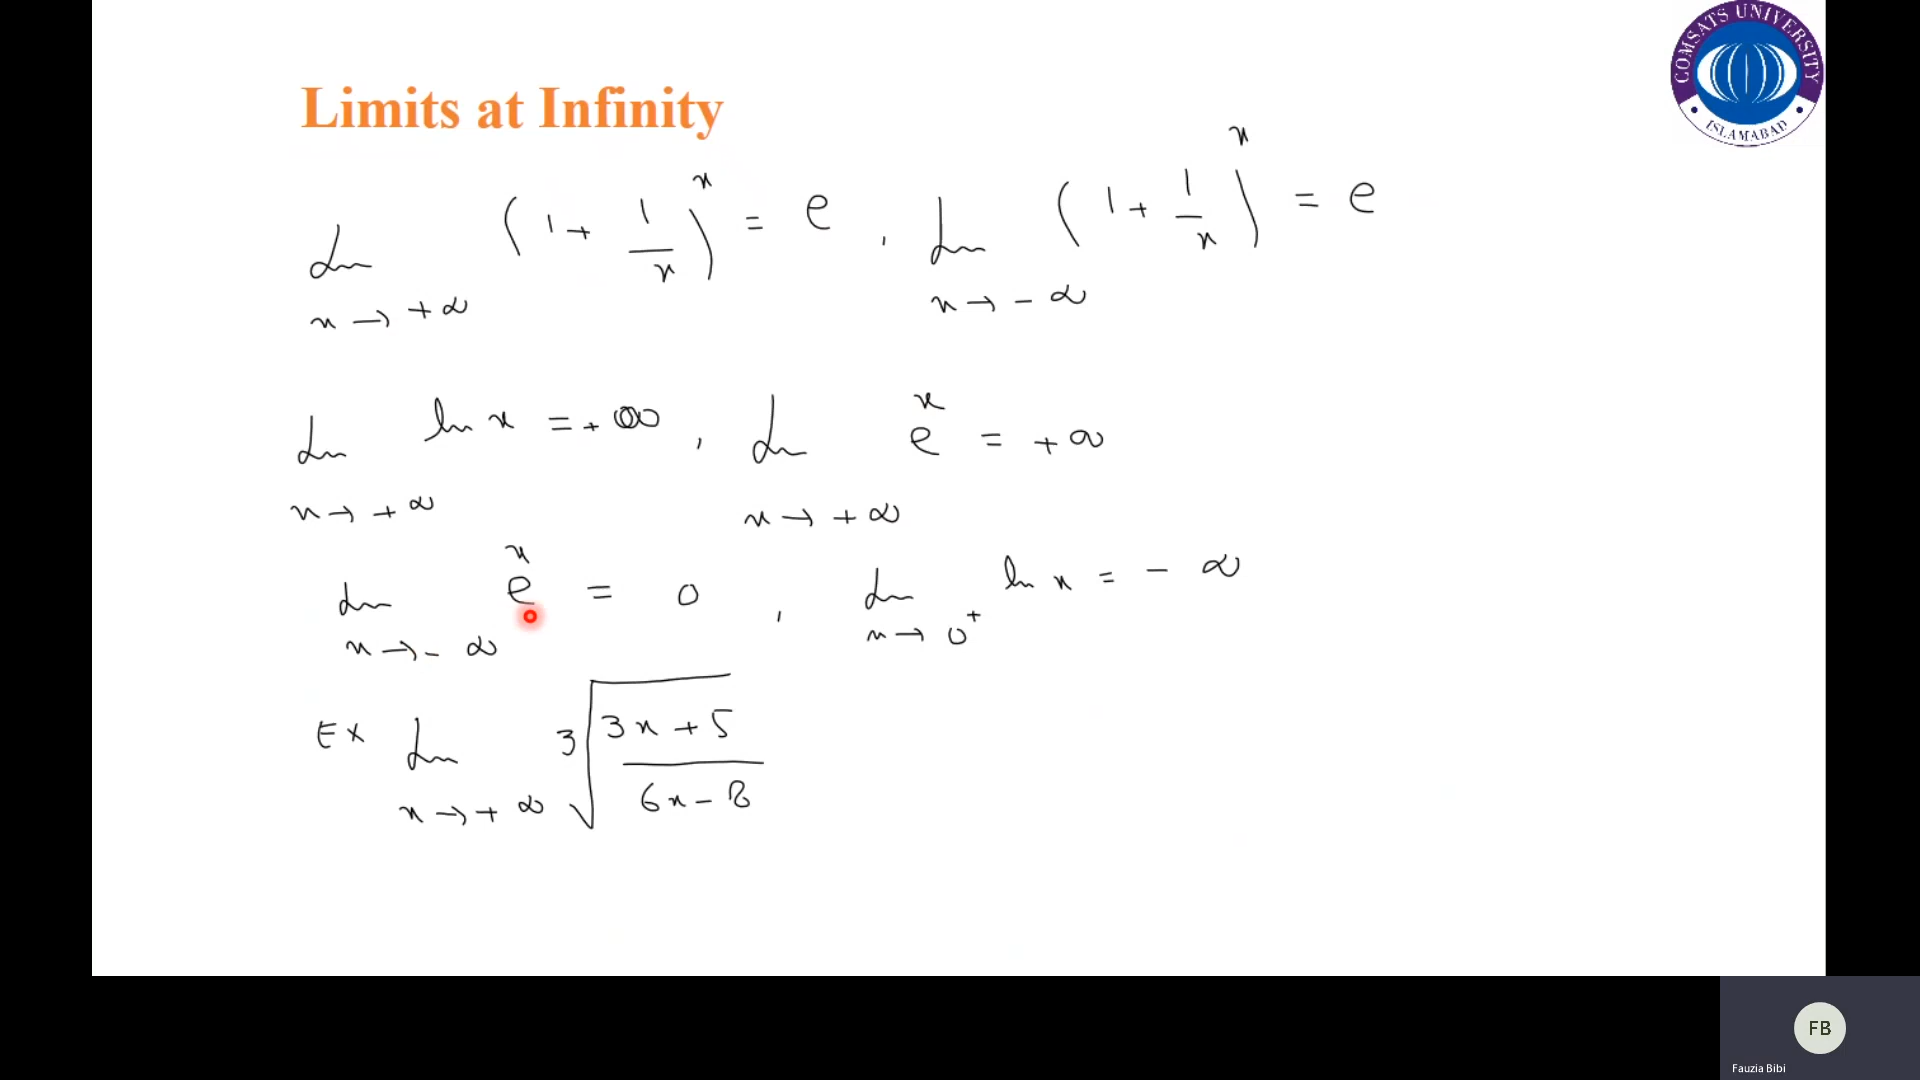 COMSATS UNIVERSITY
ISLAMABAD
Limits at Infinity
Lim x→+∞ (1 + 1/x)^x = e , Lim x→-∞ (1 + 1/x)^x = e
Lim x→+∞ ln x = +∞ , Lim x→+∞ e^x = +∞
Lim x→-∞ e^x = 0 , Lim x→0^+ ln x = -∞
EX Lim x→+∞ ∛((3x+5)/(6x-8))
FB
Fauzia Bibi